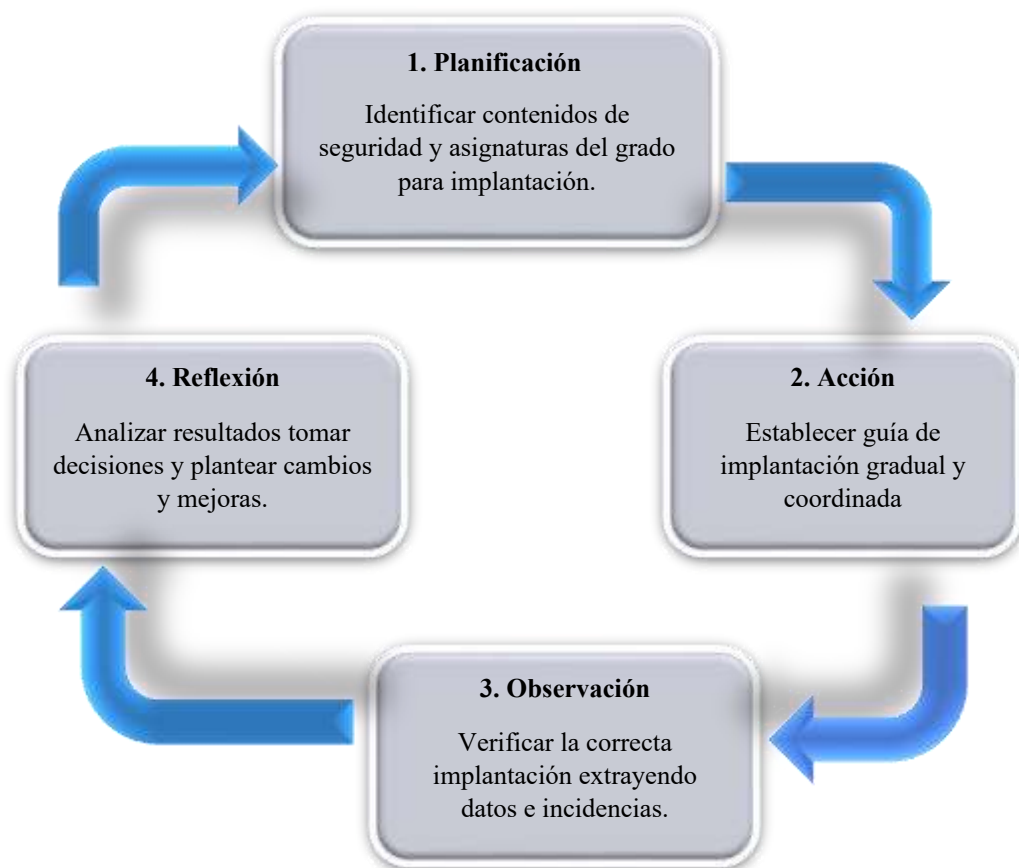 1. Planificación
Identificar contenidos de
seguridad y asignaturas del grado
para implantación.
2. Acción
Establecer guía de
implantación gradual y
coordinada
3. Observación
Verificar la correcta
implantación extrayendo
datos e incidencias.
4. Reflexión
Analizar resultados tomar
decisiones y plantear cambios
y mejoras.